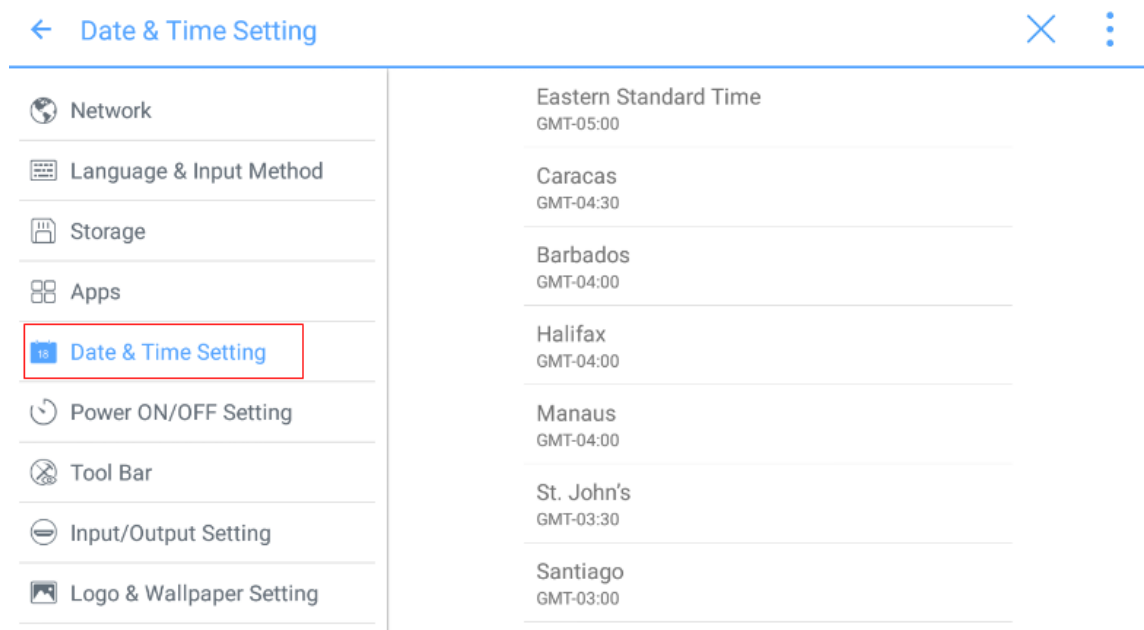 Date & Time Setting
Network
Language & Input Method
Storage
Apps
18
Date & Time Setting
Power ON/OFF Setting
Tool Bar
Input/Output Setting
Logo & Wallpaper Setting
Eastern Standard Time
GMT-05:00
Caracas
GMT-04:30
Barbados
GMT-04:00
Halifax
GMT-04:00
Manaus
GMT-04:00
St. John’s
GMT-03:30
Santiago
GMT-03:00